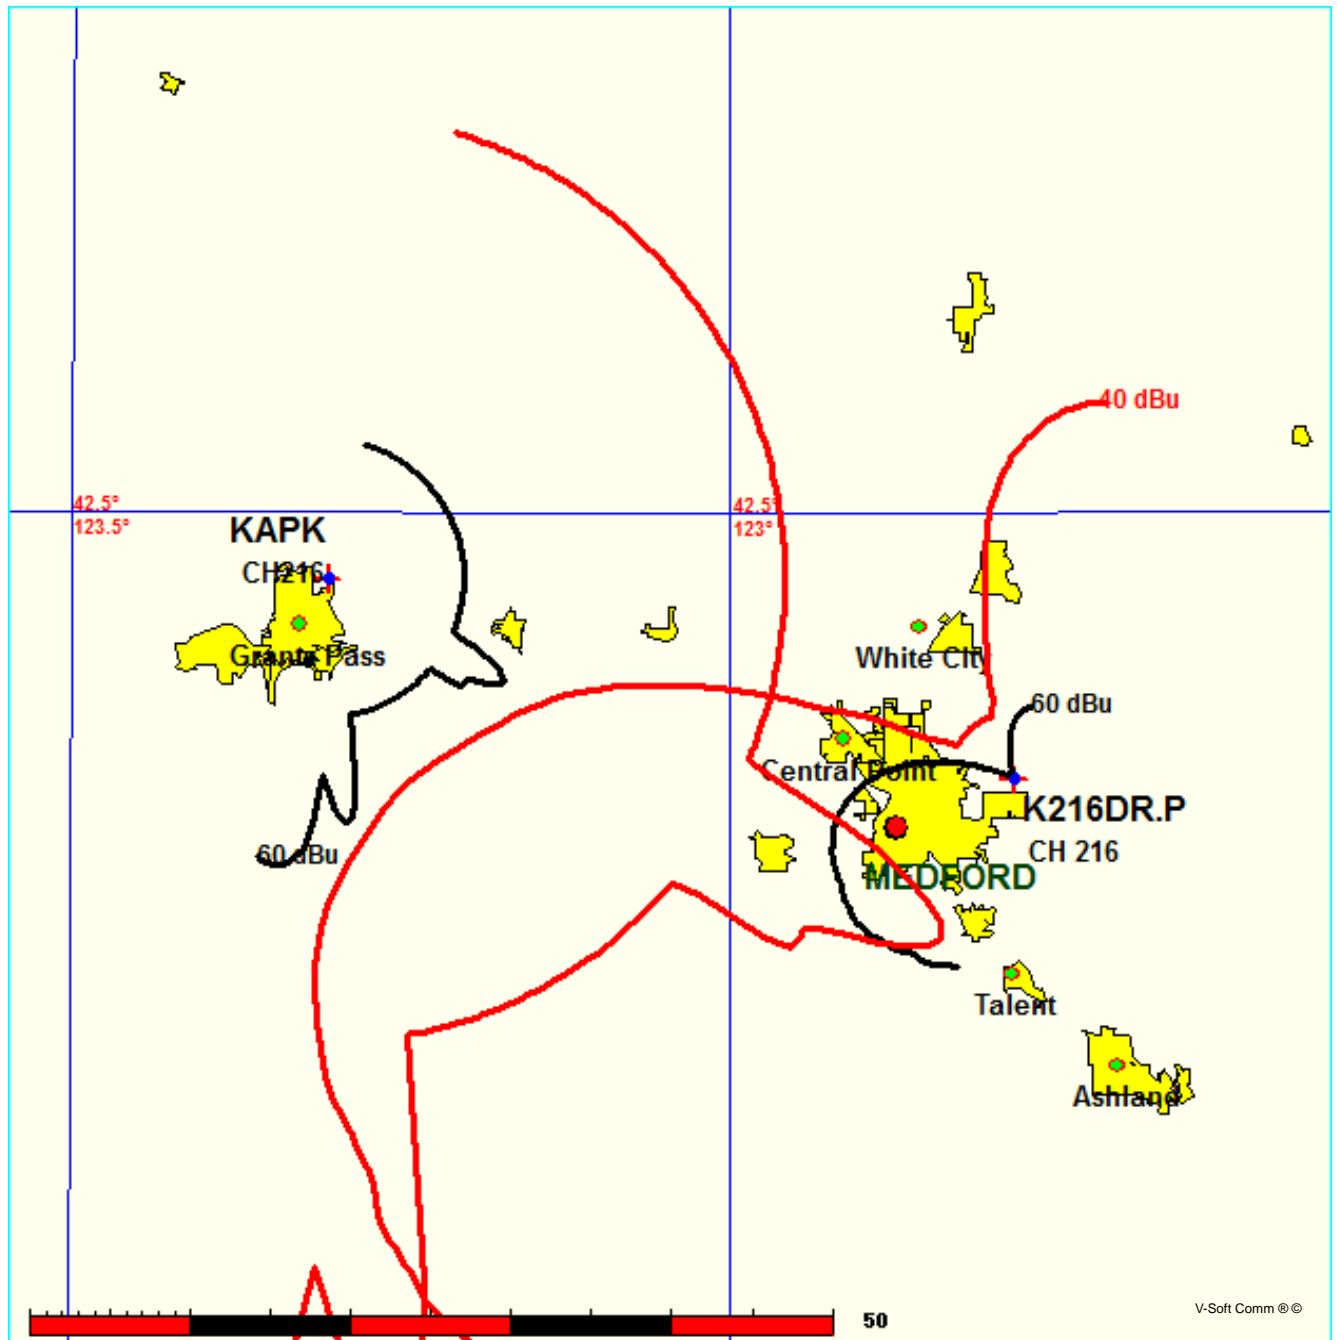 40 dBu
42.5°
123.5°
42.5°
123°
KAPK
CH216
Grants Pass
White City
60 dBu
Central Point
K216DR.P
CH 216
60 dBu
MEDFORD
Talent
Ashland
50
V-Soft Comm ® ©